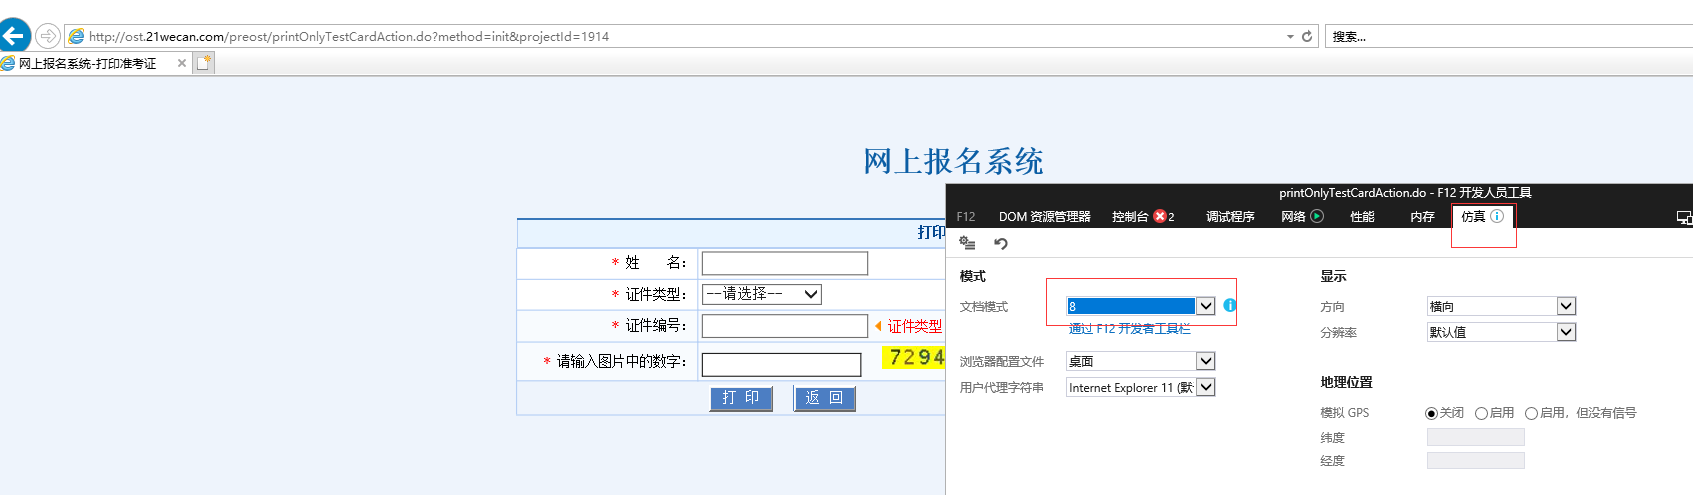 http://ost.21wecan.com/preost/printOnlyTestCardAction.do?method=init&projectId=1914
搜索...
网上报名系统-打印准考证
网上报名系统
printOnlyTestCardAction.do - F12 开发人员工具
F12 DOM 资源管理器 控制台 2 调试程序 网络 性能 内存 仿真
打印
* 姓 名：
* 证件类型： --请选择--
* 证件编号： 证件类型
* 请输入图片中的数字： 7294
打 印 返 回
模式
文档模式 8
通过 F12 开发者工具栏
浏览器配置文件 桌面
用户代理字符串 Internet Explorer 11 (默
显示
方向 横向
分辨率 默认值
地理位置
模拟 GPS 关闭 启用 启用，但没有信号
纬度
经度